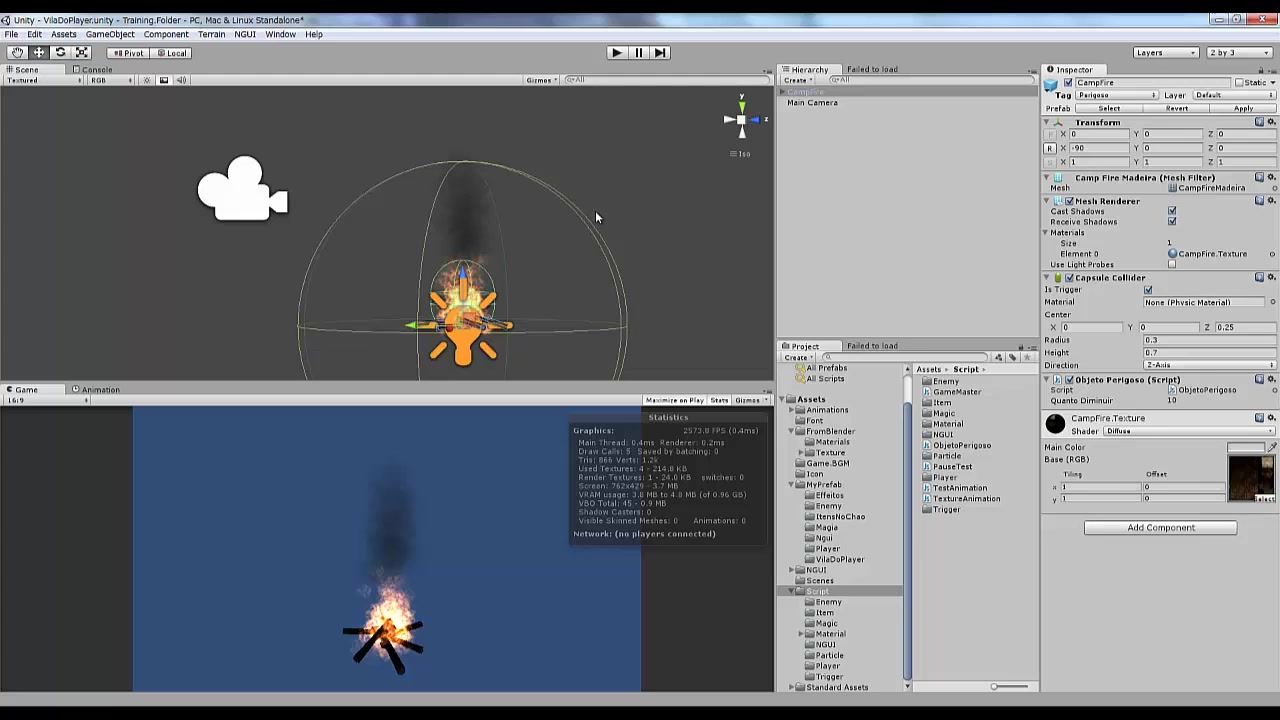 Unity - VilaDoPlayer.unity - Training.Folder - PC, Mac & Linux Standalone*
File Edit Assets GameObject Component Terrain NGUI Window Help
Pivot Local Layers 2 by 3
Scene Console
Textured RGB Gizmos All
y
z
Iso
Game Animation
16:9 Maximize on Play Stats Gizmos
Statistics
Graphics: 2573.8 FPS (0.4ms)
Main Thread: 0.4ms Renderer: 0.2ms
Draw Calls: 5 Saved by batching: 0
Tris: 866 Verts: 1.2k
Used Textures: 4 - 214.8 KB
Render Textures: 1 - 24.0 KB switches: 0
Screen: 762x429 - 3.7 MB
VRAM usage: 3.8 MB to 4.0 MB (of 0.96 GB)
VBO Total: 45 - 0.9 MB
Shadow Casters: 0
Visible Skinned Meshes: 0 Animations: 0
Network: (no players connected)
Hierarchy Failed to load
Create All
CampFire
Main Camera
Project Failed to load
Create
All Prefabs
All Scripts
Assets
Animations
Font
FromBlender
Materials
Texture
Game.BGM
Icon
MyPrefab
Effeitos
Enemy
ItensNoChao
Magia
Ngui
Player
VilaDoPlayer
NGUI
Scenes
Script
Enemy
Item
Magic
Material
NGUI
Particle
Player
Trigger
Standard Assets
Assets Script
Enemy
GameMaster
Item
Magic
Material
NGUI
ObjetoPerigoso
Particle
PauseTest
Player
TestAnimation
TextureAnimation
Trigger
Inspector
CampFire Static
Tag Perigoso Layer Default
Prefab Select Revert Apply
Transform
P X 0 Y 0 Z 0
R X -90 Y 0 Z 0
S X 1 Y 1 Z 1
Camp Fire Madeira (Mesh Filter)
Mesh CampFireMadeira
Mesh Renderer
Cast Shadows
Receive Shadows
Materials
Size 1
Element 0 CampFire.Texture
Use Light Probes
Capsule Collider
Is Trigger
Material None (Physic Material)
Center
X 0 Y 0 Z 0.25
Radius 0.3
Height 0.7
Direction Z-Axis
Objeto Perigoso (Script)
Script ObjetoPerigoso
Quanto Diminuir 10
CampFire.Texture
Shader Diffuse
Main Color
Base (RGB)
Tiling Offset
x 1 0
y 1 0
Select
Add Component